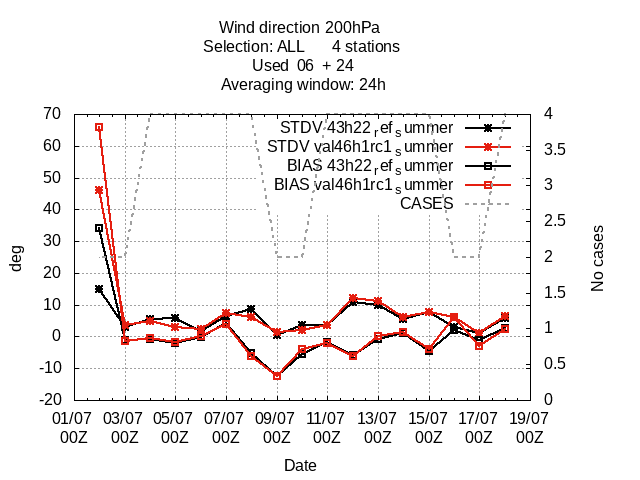 Wind direction 200hPa
Selection: ALL      4 stations
Used  06  + 24
Averaging window: 24h
70 60 50 40 30 20 10 0 -10 -20
deg
4 3.5 3 2.5 2 1.5 1 0.5 0
No cases
STDV 43h22_ref_summer
STDV val46h1rc1_summer
BIAS 43h22_ref_summer
BIAS val46h1rc1_summer
CASES
01/07 03/07 05/07 07/07 09/07 11/07 13/07 15/07 17/07 19/07
00Z 00Z 00Z 00Z 00Z 00Z 00Z 00Z 00Z 00Z
Date